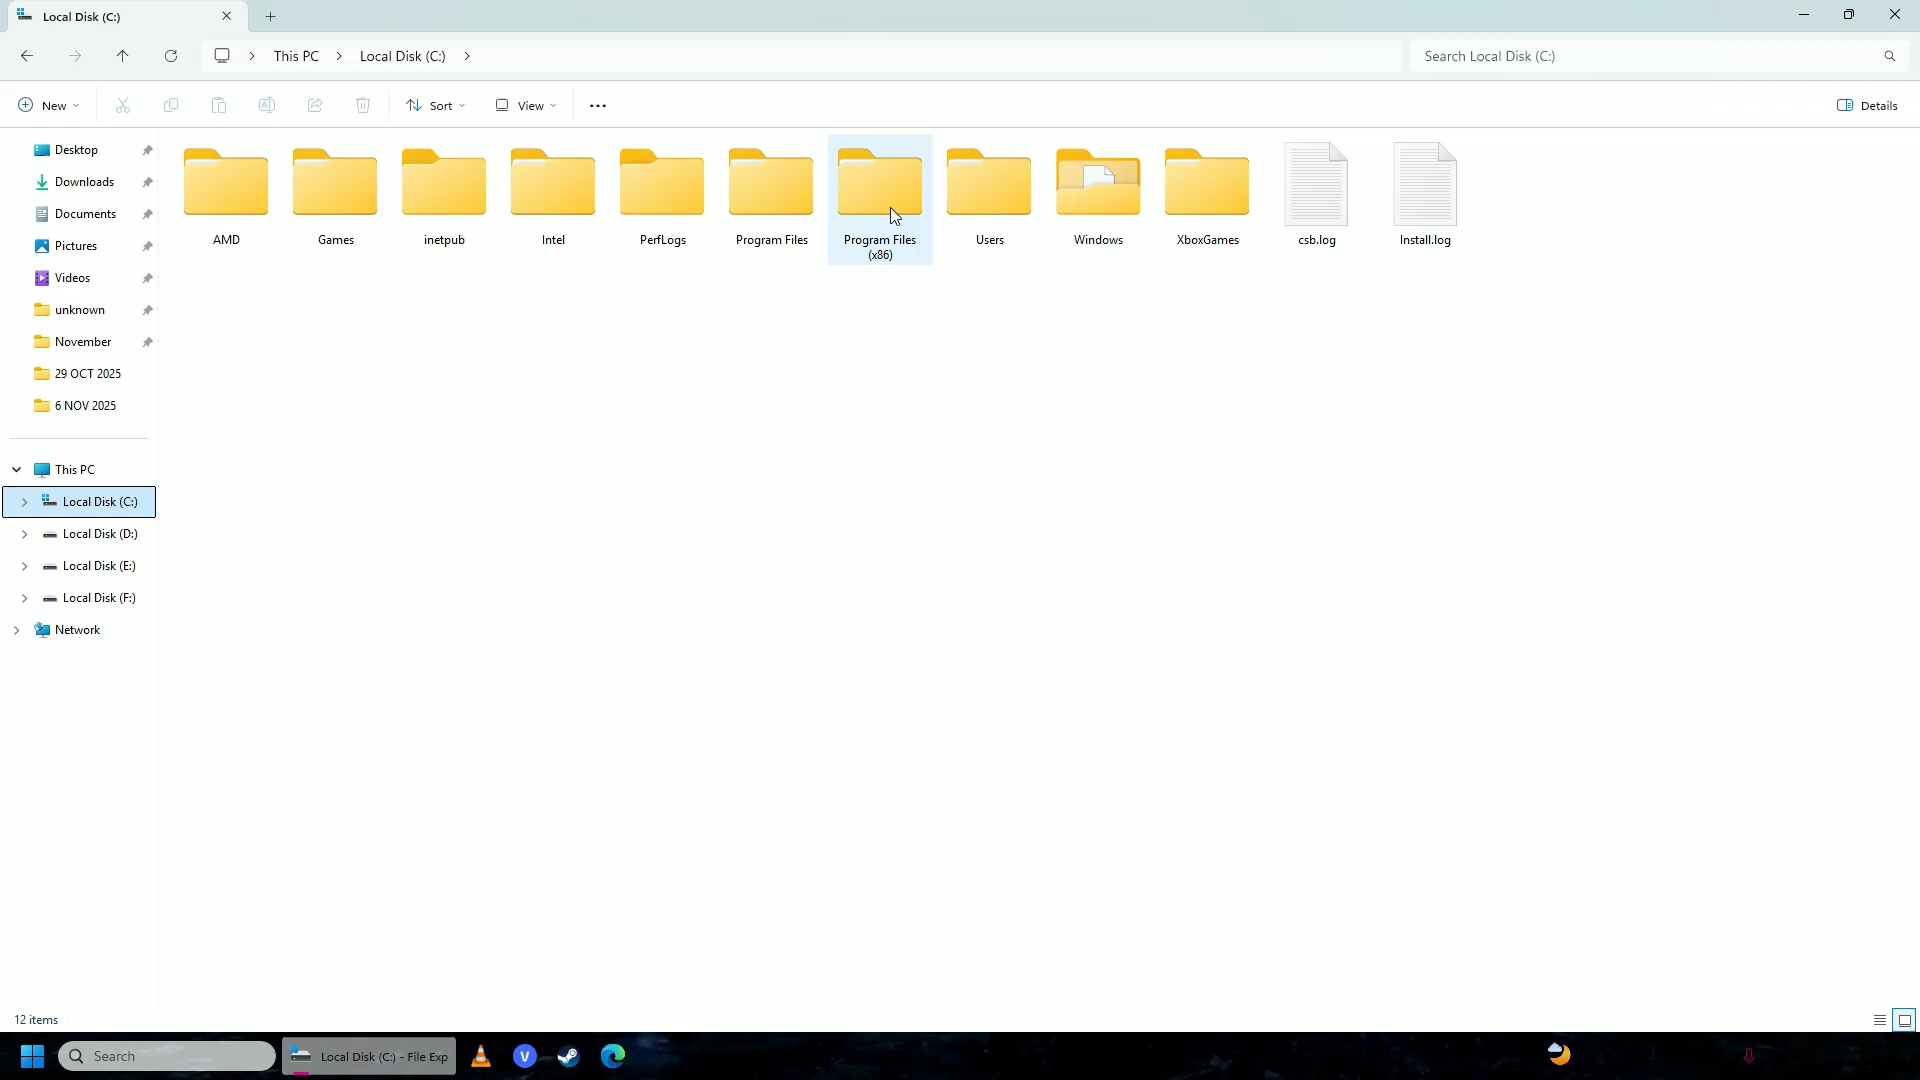 Local Disk (C:)
This PC
Local Disk (C:)
Search Local Disk (C:)
New
Sort
View
Details
Desktop
Downloads
Documents
Pictures
Videos
unknown
November
29 OCT 2025
6 NOV 2025
This PC
Local Disk (C:)
Local Disk (D:)
Local Disk (E:)
Local Disk (F:)
Network
AMD
Games
inetpub
Intel
PerfLogs
Program Files
Program Files
(x86)
Users
Windows
XboxGames
csb.log
Install.log
12 items
Search
Local Disk (C:) - File Exp
V